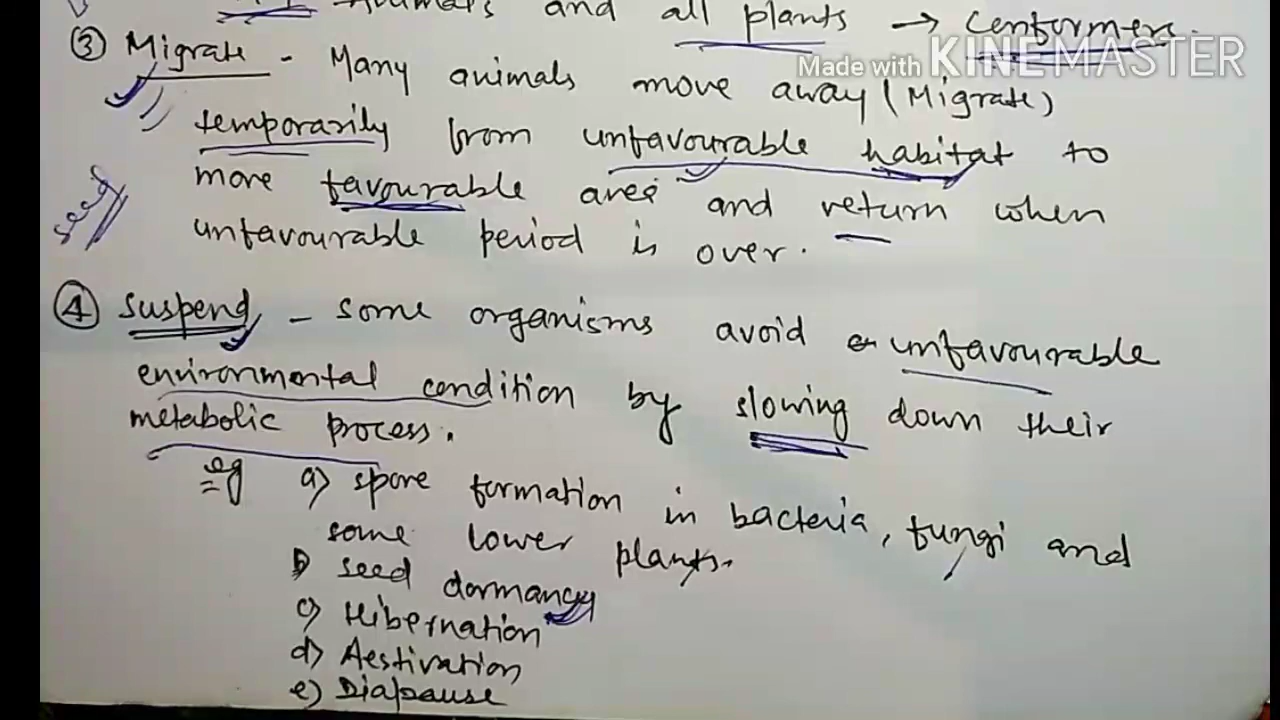 Animals and all plants → Conformers.
Made with KINEMASTER
③ Migrate - Many animals move away (Migrate)
temporarily from unfavourable habitat to
more favourable area and return when
unfavourable period is over.
④ Suspend - Some organisms avoid unfavourable
environmental condition by slowing down their
metabolic process.
eg a) spore formation in bacteria, fungi and
some lower plants.
b) seed dormancy
c) Hibernation
d) Aestivation
e) Diapause